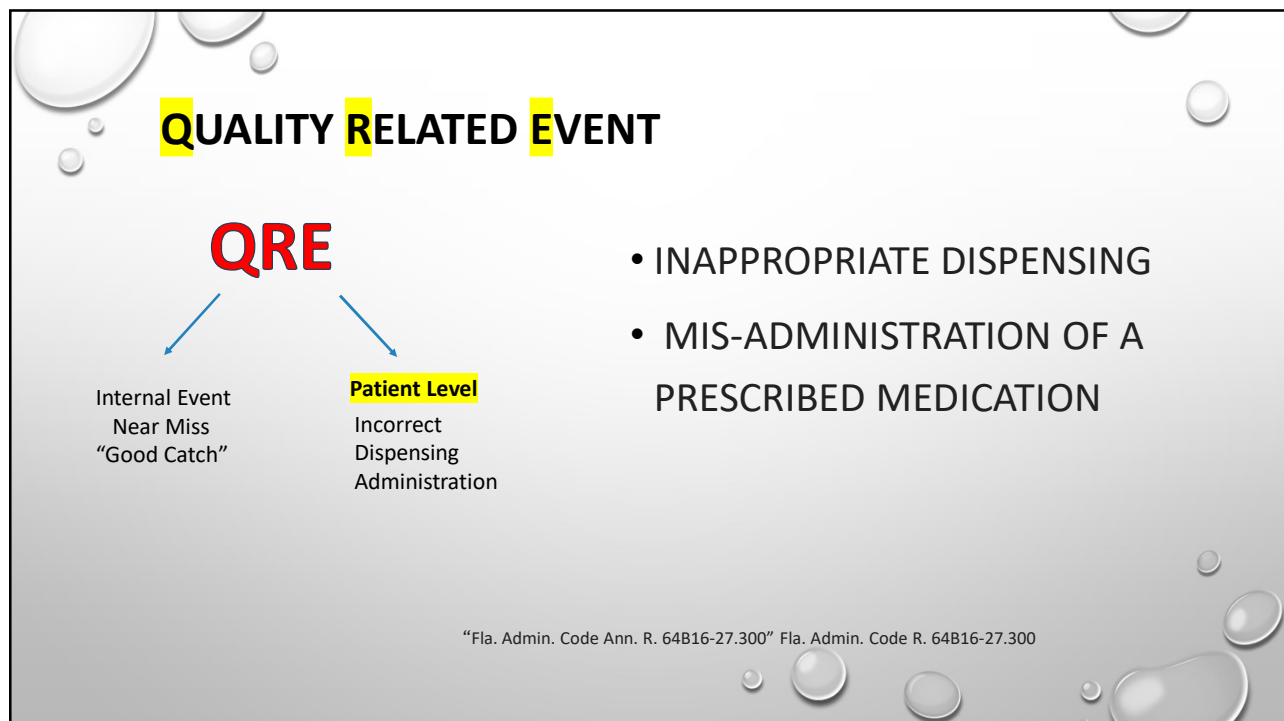 QUALITY RELATED EVENT
QRE
Internal Event
Near Miss
“Good Catch”
Patient Level
Incorrect
Dispensing
Administration
• INAPPROPRIATE DISPENSING
• MIS-ADMINISTRATION OF A
PRESCRIBED MEDICATION
“Fla. Admin. Code Ann. R. 64B16-27.300” Fla. Admin. Code R. 64B16-27.300